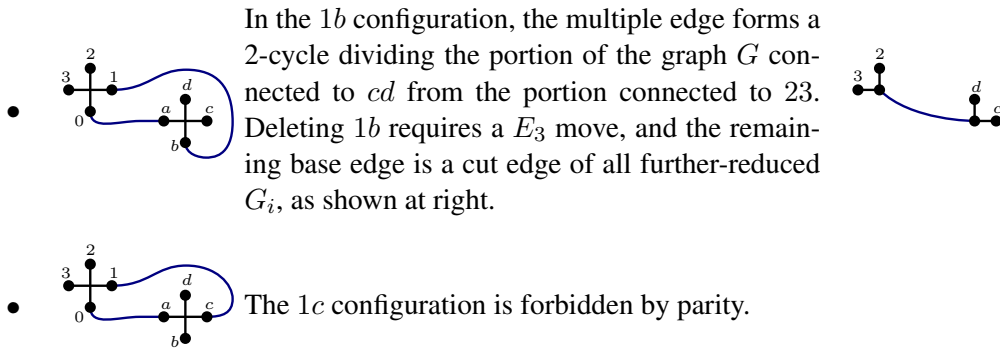 In the 1b configuration, the multiple edge forms a
2-cycle dividing the portion of the graph G con-
nected to cd from the portion connected to 23.
Deleting 1b requires a E₃ move, and the remain-
ing base edge is a cut edge of all further-reduced
Gᵢ, as shown at right.
2
3 1
d
0 a c
b
2
3
d
c
The 1c configuration is forbidden by parity.
2
3 1
d
0 a c
b